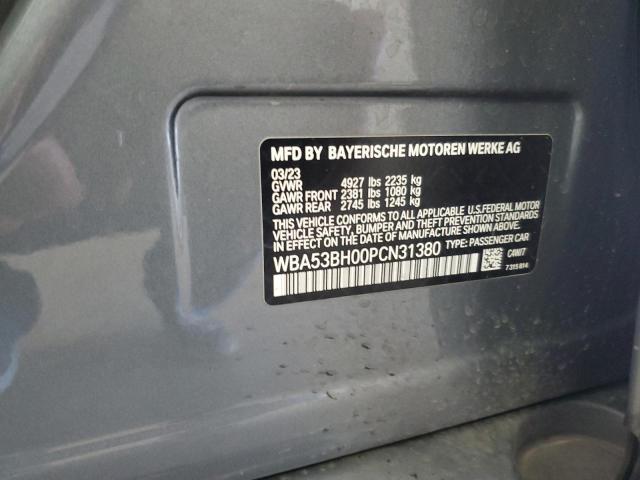 MFD BY BAYERISCHE MOTOREN WERKE AG
03/23
GVWR 4927 lbs 2235 kg
GAWR FRONT 2381 lbs 1080 kg
GAWR REAR 2745 lbs 1245 kg
THIS VEHICLE CONFORMS TO ALL APPLICABLE U.S. FEDERAL MOTOR
VEHICLE SAFETY, BUMPER, AND THEFT PREVENTION STANDARDS
IN EFFECT ON THE DATE OF MANUFACTURE SHOWN ABOVE.
WBA53BH00PCN31380 TYPE: PASSENGER CAR
C4W/7
7315814